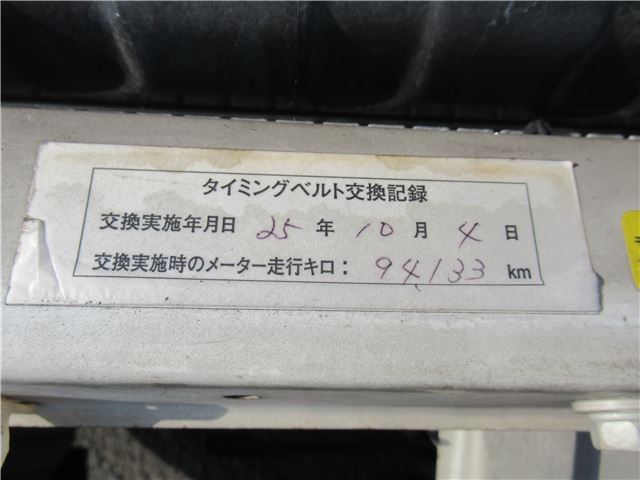 タイミングベルト交換記録
交換実施年月日 25 年 10 月 4 日
交換実施時のメーター走行キロ: 94,133 km